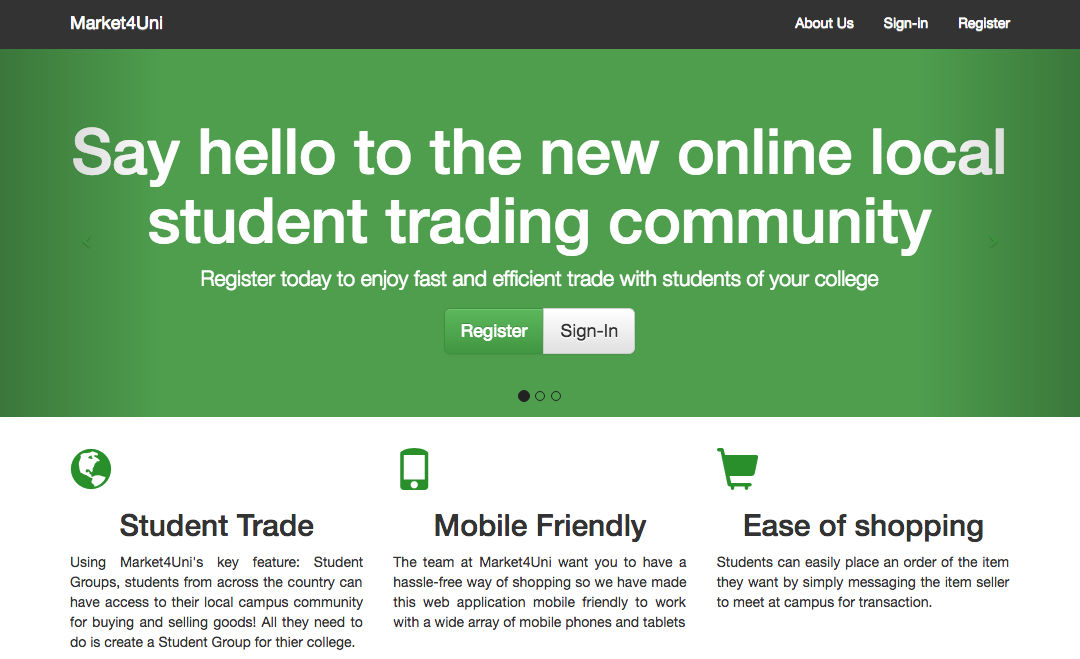 Market4Uni
About Us
Sign-in
Register
Say hello to the new online local
student trading community
Register today to enjoy fast and efficient trade with students of your college
Register
Sign-In
Student Trade
Using Market4Uni's key feature: Student
Groups, students from across the country can
have access to their local campus community
for buying and selling goods! All they need to
do is create a Student Group for thier college.
Mobile Friendly
The team at Market4Uni want you to have a
hassle-free way of shopping so we have made
this web application mobile friendly to work
with a wide array of mobile phones and tablets
Ease of shopping
Students can easily place an order of the item
they want by simply messaging the item seller
to meet at campus for transaction.